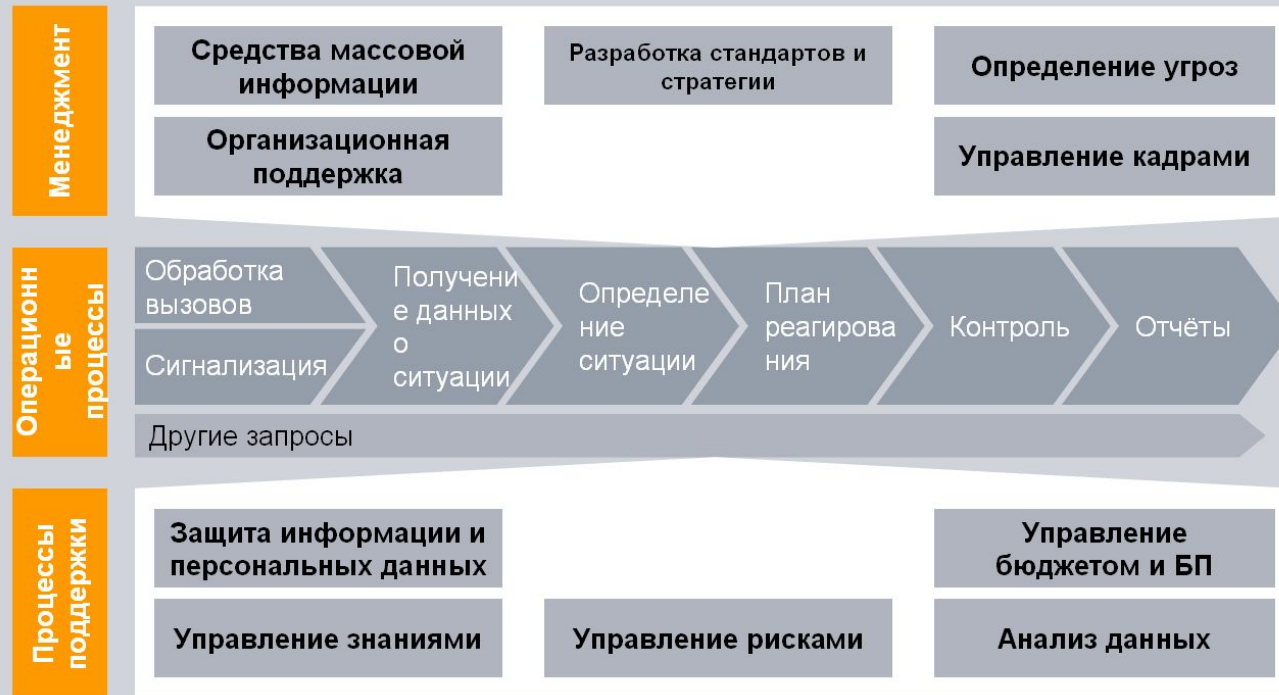 Менеджмент
Средства массовой
информации
Разработка стандартов и
стратегии
Определение угроз
Организационная
поддержка
Управление кадрами
Операционн
ые
процессы
Обработка
вызовов
Сигнализация
Получени
е данных
о
ситуации
Определе
ние
ситуации
План
реагирова
ния
Контроль
Отчёты
Другие запросы
Процессы
поддержки
Защита информации и
персональных данных
Управление
бюджетом и БП
Управление знаниями
Управление рисками
Анализ данных